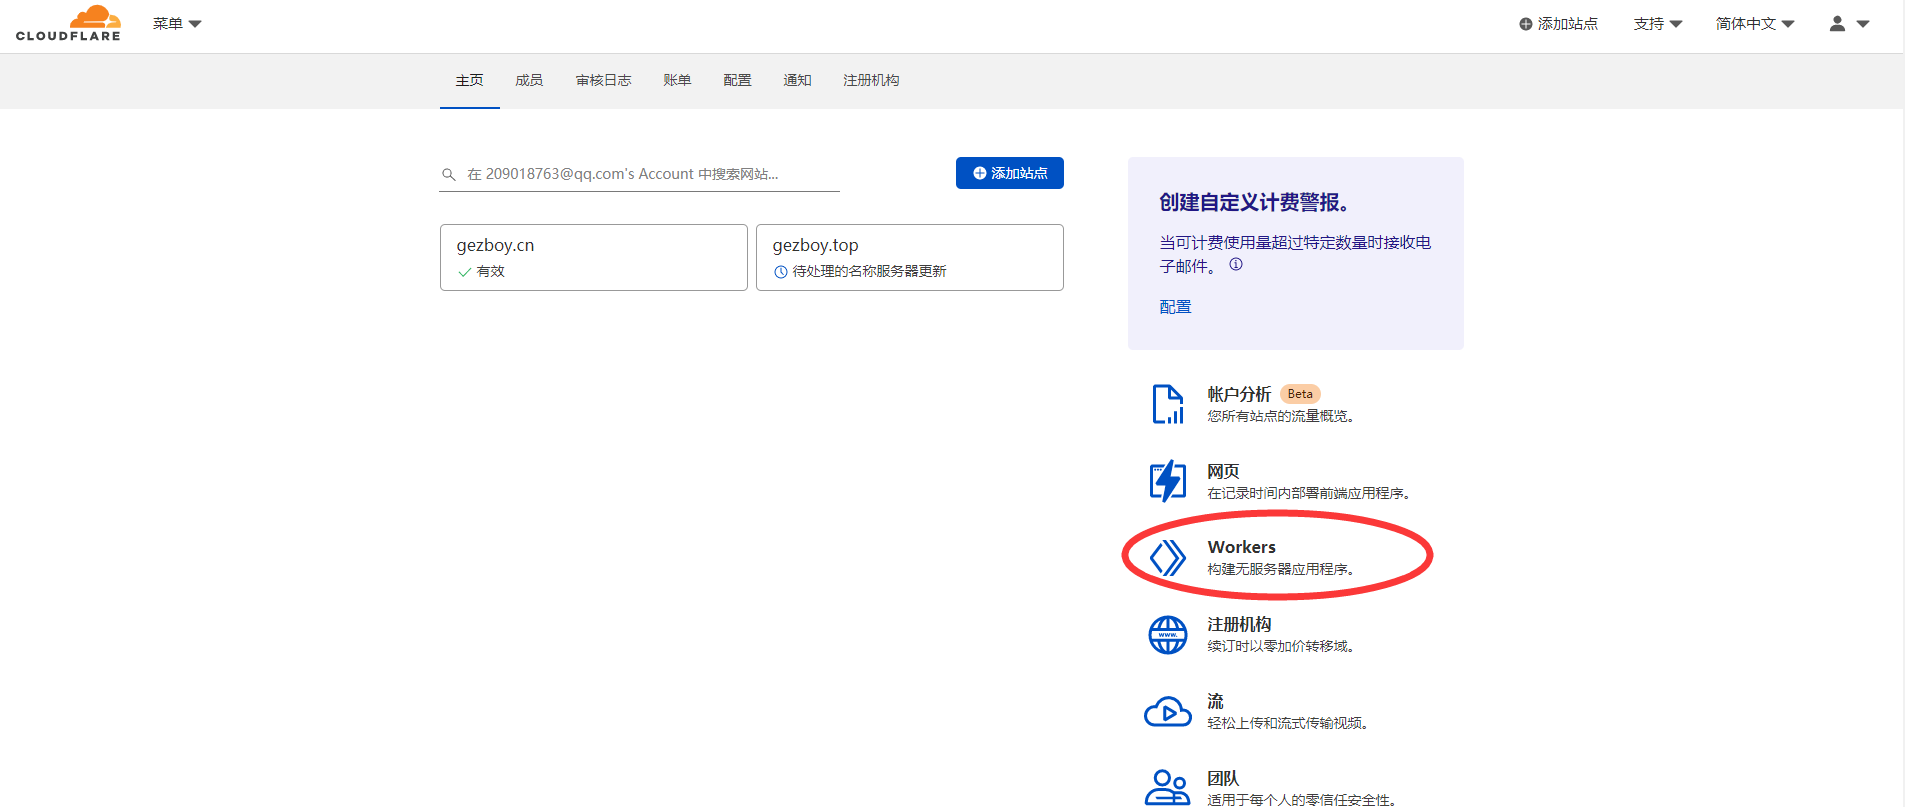 CLOUDFLARE
菜单
添加站点
支持
简体中文
主页
成员
审核日志
账单
配置
通知
注册机构
在 209018763@qq.com's Account 中搜索网站...
添加站点
gezboy.cn
有效
gezboy.top
待处理的名称服务器更新
创建自定义计费警报。
当可计费使用量超过特定数量时接收电
子邮件。
配置
帐户分析 Beta
您所有站点的流量概览。
网页
在记录时间内部署前端应用程序。
Workers
构建无服务器应用程序。
www.
注册机构
续订时以零加价转移域。
流
轻松上传和流式传输视频。
团队
适用于每个人的零信任安全性。